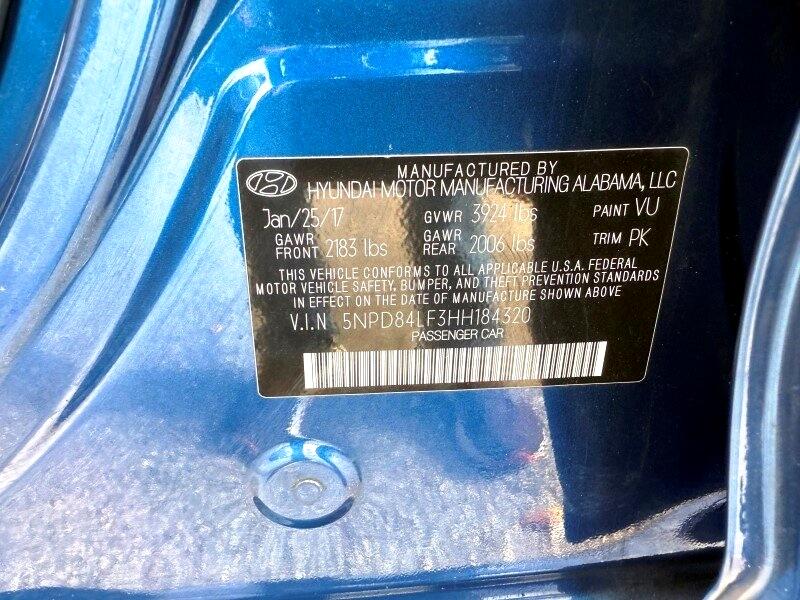 MANUFACTURED BY
HYUNDAI MOTOR MANUFACTURING ALABAMA, LLC
Jan/25/17 GVWR 3924 lbs PAINT VU
GAWR FRONT 2183 lbs GAWR REAR 2006 lbs TRIM PK
THIS VEHICLE CONFORMS TO ALL APPLICABLE U.S.A. FEDERAL
MOTOR VEHICLE SAFETY, BUMPER, AND THEFT PREVENTION STANDARDS
IN EFFECT ON THE DATE OF MANUFACTURE SHOWN ABOVE
V.I.N 5NPD84LF3HH184320
PASSENGER CAR